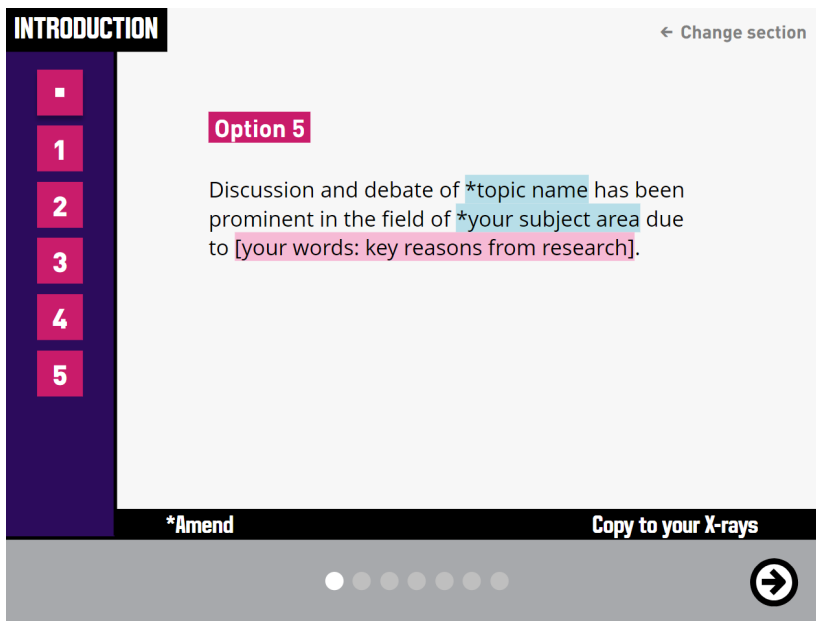 INTRODUCTION
← Change section
1
2
3
4
5
Option 5
Discussion and debate of *topic name has been
prominent in the field of *your subject area due
to [your words: key reasons from research].
*Amend
Copy to your X-rays